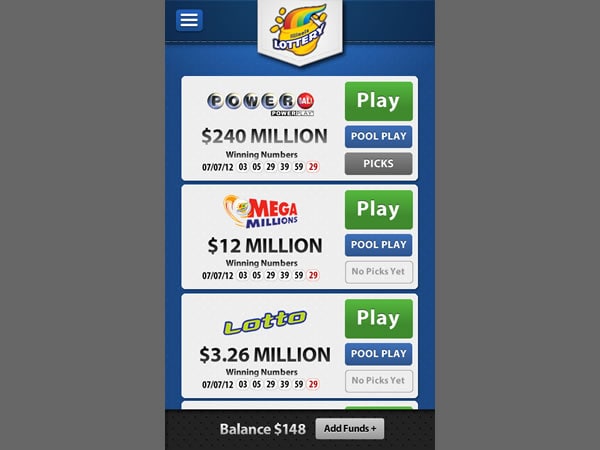 Illinois
LOTTERY
POWERBALL
POWERPLAY
Play
$240 MILLION
POOL PLAY
Winning Numbers
PICKS
07/07/12 03 05 29 39 59 29
MEGA
MILLIONS
Play
$12 MILLION
POOL PLAY
Winning Numbers
No Picks Yet
07/07/12 03 05 29 39 59 29
Lotto
Play
$3.26 MILLION
POOL PLAY
Winning Numbers
No Picks Yet
07/07/12 03 05 29 39 59 29
Balance $148 Add Funds +